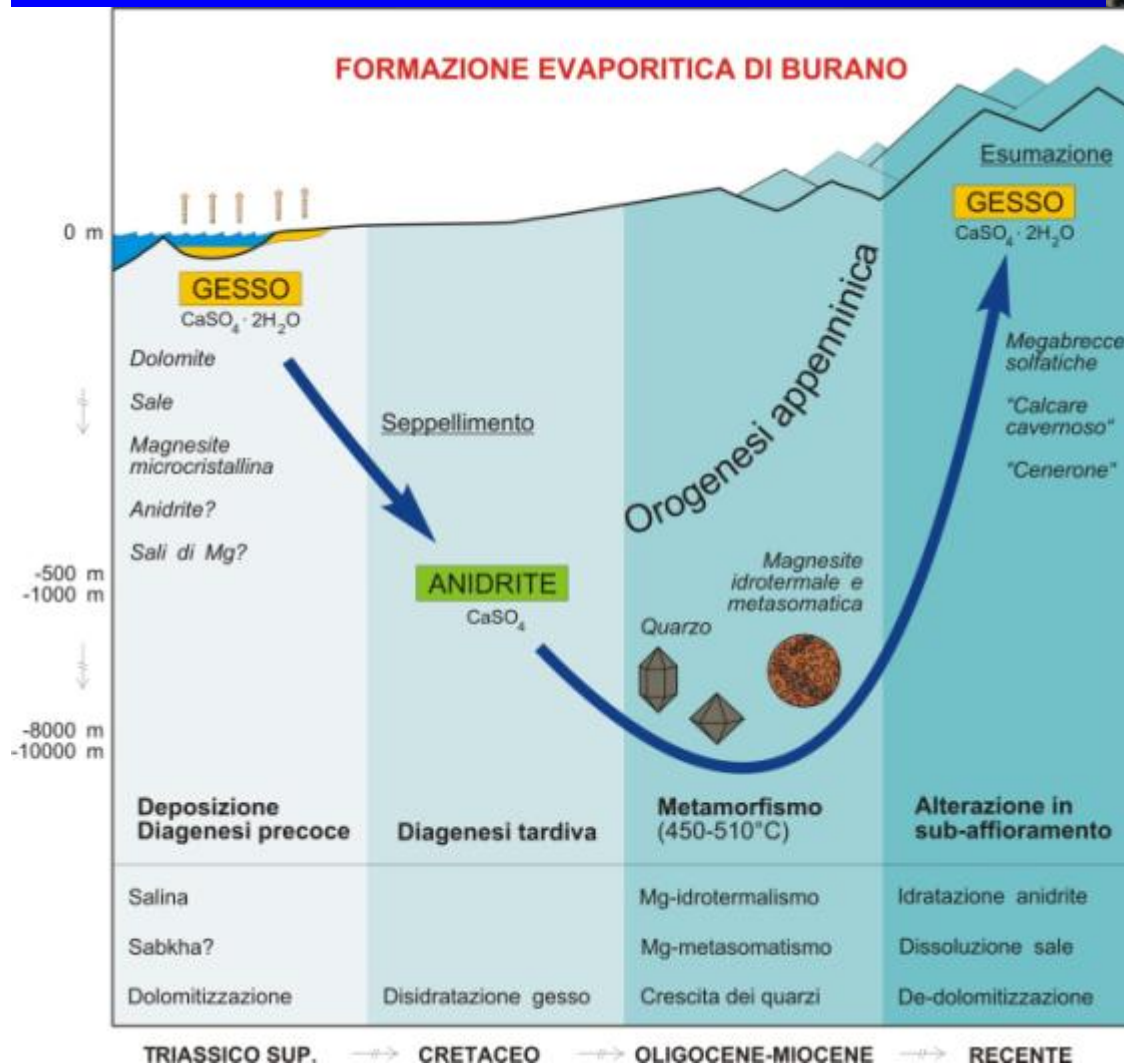 FORMAZIONE EVAPORITICA DI BURANO
0 m
-500 m
-1000 m
-8000 m
-10000 m
GESSO
CaSO₄ · 2H₂O
Dolomite
Sale
Magnesite
microcristallina
Anidrite?
Sali di Mg?
Seppellimento
ANIDRITE
CaSO₄
Orogenesi appenninica
Quarzo
Magnesite
idrotermale e
metasomatica
Esumazione
GESSO
CaSO₄ · 2H₂O
Megabrecce
solfatiche
"Calcare
cavernoso"
"Cenerone"
Deposizione
Diagenesi precoce
Diagenesi tardiva
Metamorfismo
(450-510°C)
Alterazione in
sub-affioramento
Salina
Mg-idrotermalismo
Idratazione anidrite
Sabkha?
Mg-metasomatismo
Dissoluzione sale
Dolomitizzazione
Disidratazione gesso
Crescita dei quarzi
De-dolomitizzazione
TRIASSICO SUP.
CRETACEO
OLIGOCENE-MIOCENE
RECENTE